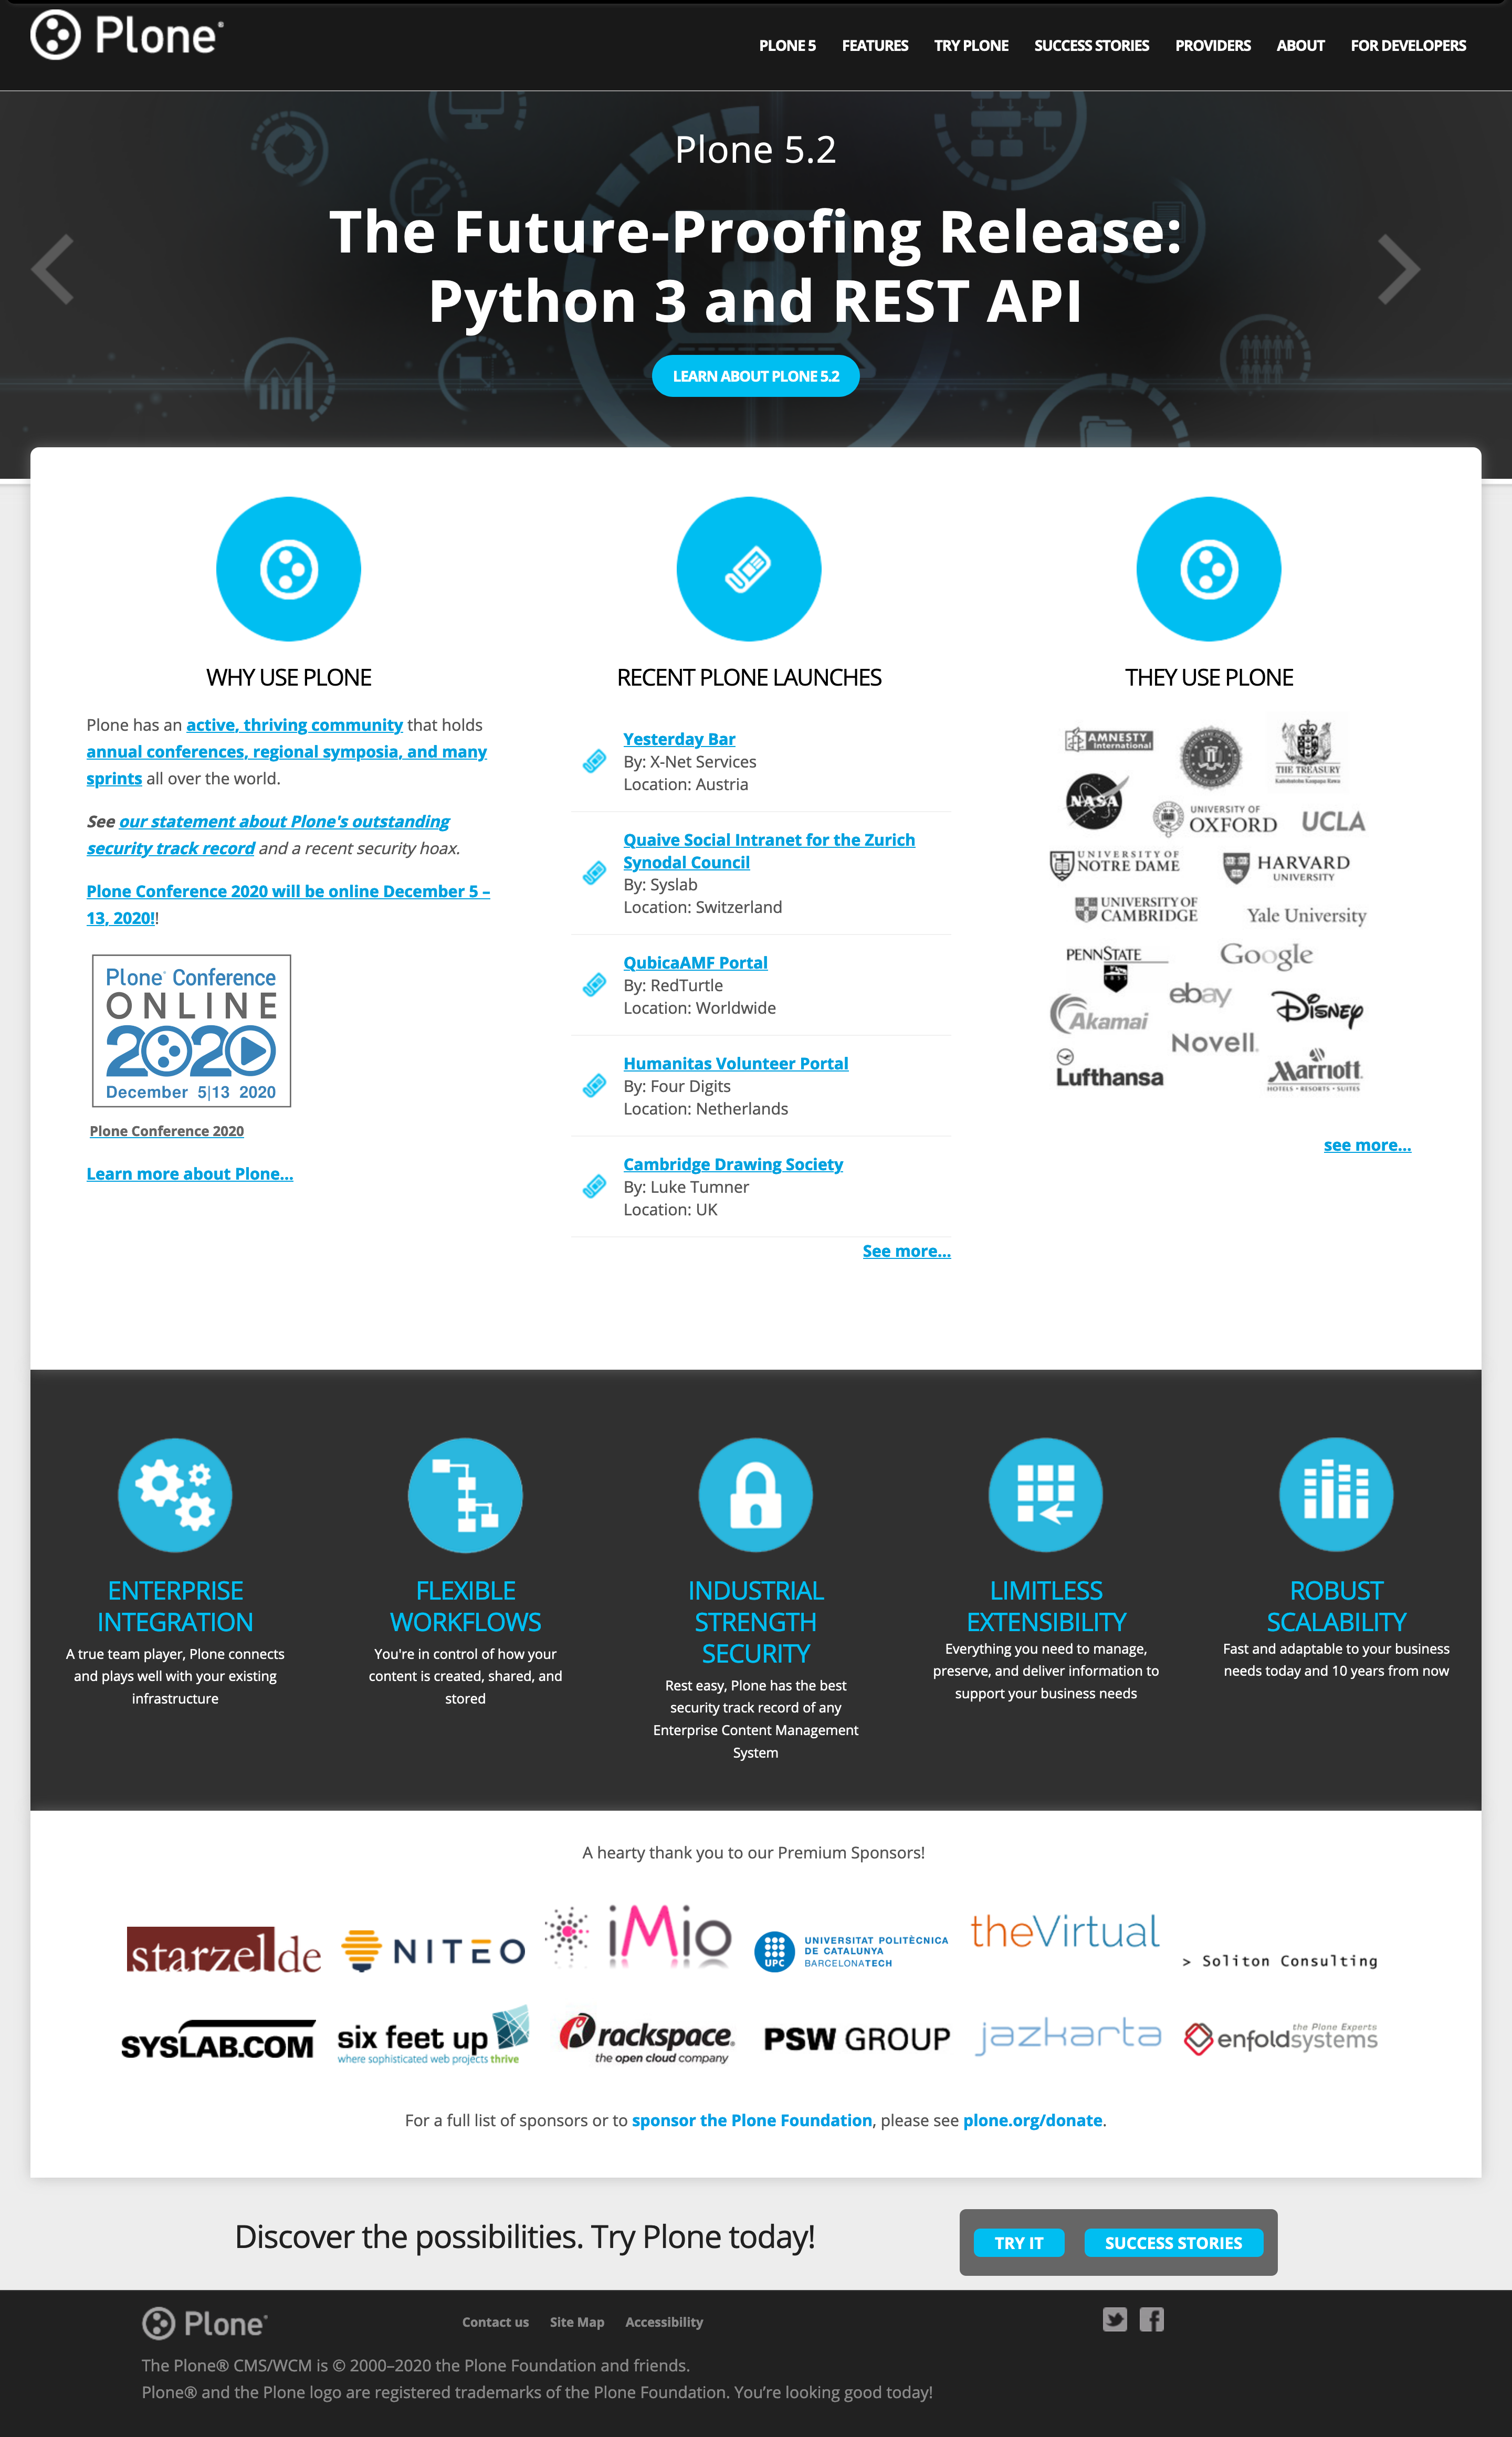 Plone®
PLONE 5 FEATURES TRY PLONE SUCCESS STORIES PROVIDERS ABOUT FOR DEVELOPERS
Plone 5.2
The Future-Proofing Release:
Python 3 and REST API
LEARN ABOUT PLONE 5.2
WHY USE PLONE
Plone has an active, thriving community that holds
annual conferences, regional symposia, and many
sprints all over the world.
See our statement about Plone's outstanding
security track record and a recent security hoax.
Plone Conference 2020 will be online December 5 –
13, 2020!!
Plone® Conference
ONLINE
2020
December 5|13 2020
Plone Conference 2020
Learn more about Plone...
RECENT PLONE LAUNCHES
Yesterday Bar
By: X-Net Services
Location: Austria
Quaive Social Intranet for the Zurich
Synodal Council
By: Syslab
Location: Switzerland
QubicaAMF Portal
By: RedTurtle
Location: Worldwide
Humanitas Volunteer Portal
By: Four Digits
Location: Netherlands
Cambridge Drawing Society
By: Luke Tumner
Location: UK
See more...
THEY USE PLONE
AMNESTY
International
THE TREASURY
NASA
UNIVERSITY OF
OXFORD
UCLA
UNIVERSITY OF
NOTRE DAME
HARVARD
UNIVERSITY
UNIVERSITY OF
CAMBRIDGE
Yale University
PENNSTATE
Google
ebay
Akamai
Disney
Novell.
Lufthansa
Marriott
HOTELS · RESORTS · SUITES
see more...
ENTERPRISE
INTEGRATION
A true team player, Plone connects
and plays well with your existing
infrastructure
FLEXIBLE
WORKFLOWS
You're in control of how your
content is created, shared, and
stored
INDUSTRIAL
STRENGTH
SECURITY
Rest easy, Plone has the best
security track record of any
Enterprise Content Management
System
LIMITLESS
EXTENSIBILITY
Everything you need to manage,
preserve, and deliver information to
support your business needs
ROBUST
SCALABILITY
Fast and adaptable to your business
needs today and 10 years from now
A hearty thank you to our Premium Sponsors!
starzel.de
NITEO
iMio
UPC
UNIVERSITAT POLITÈCNICA
DE CATALUNYA
BARCELONATECH
theVirtual
> Soliton Consulting
SYSLAB.COM
six feet up
where sophisticated web projects thrive
rackspace.
the open cloud company
PSW GROUP
jazkarta
the Plone Experts
enfoldsystems
For a full list of sponsors or to sponsor the Plone Foundation, please see plone.org/donate.
Discover the possibilities. Try Plone today!
TRY IT SUCCESS STORIES
Plone®
Contact us Site Map Accessibility
The Plone® CMS/WCM is © 2000–2020 the Plone Foundation and friends.
Plone® and the Plone logo are registered trademarks of the Plone Foundation. You’re looking good today!